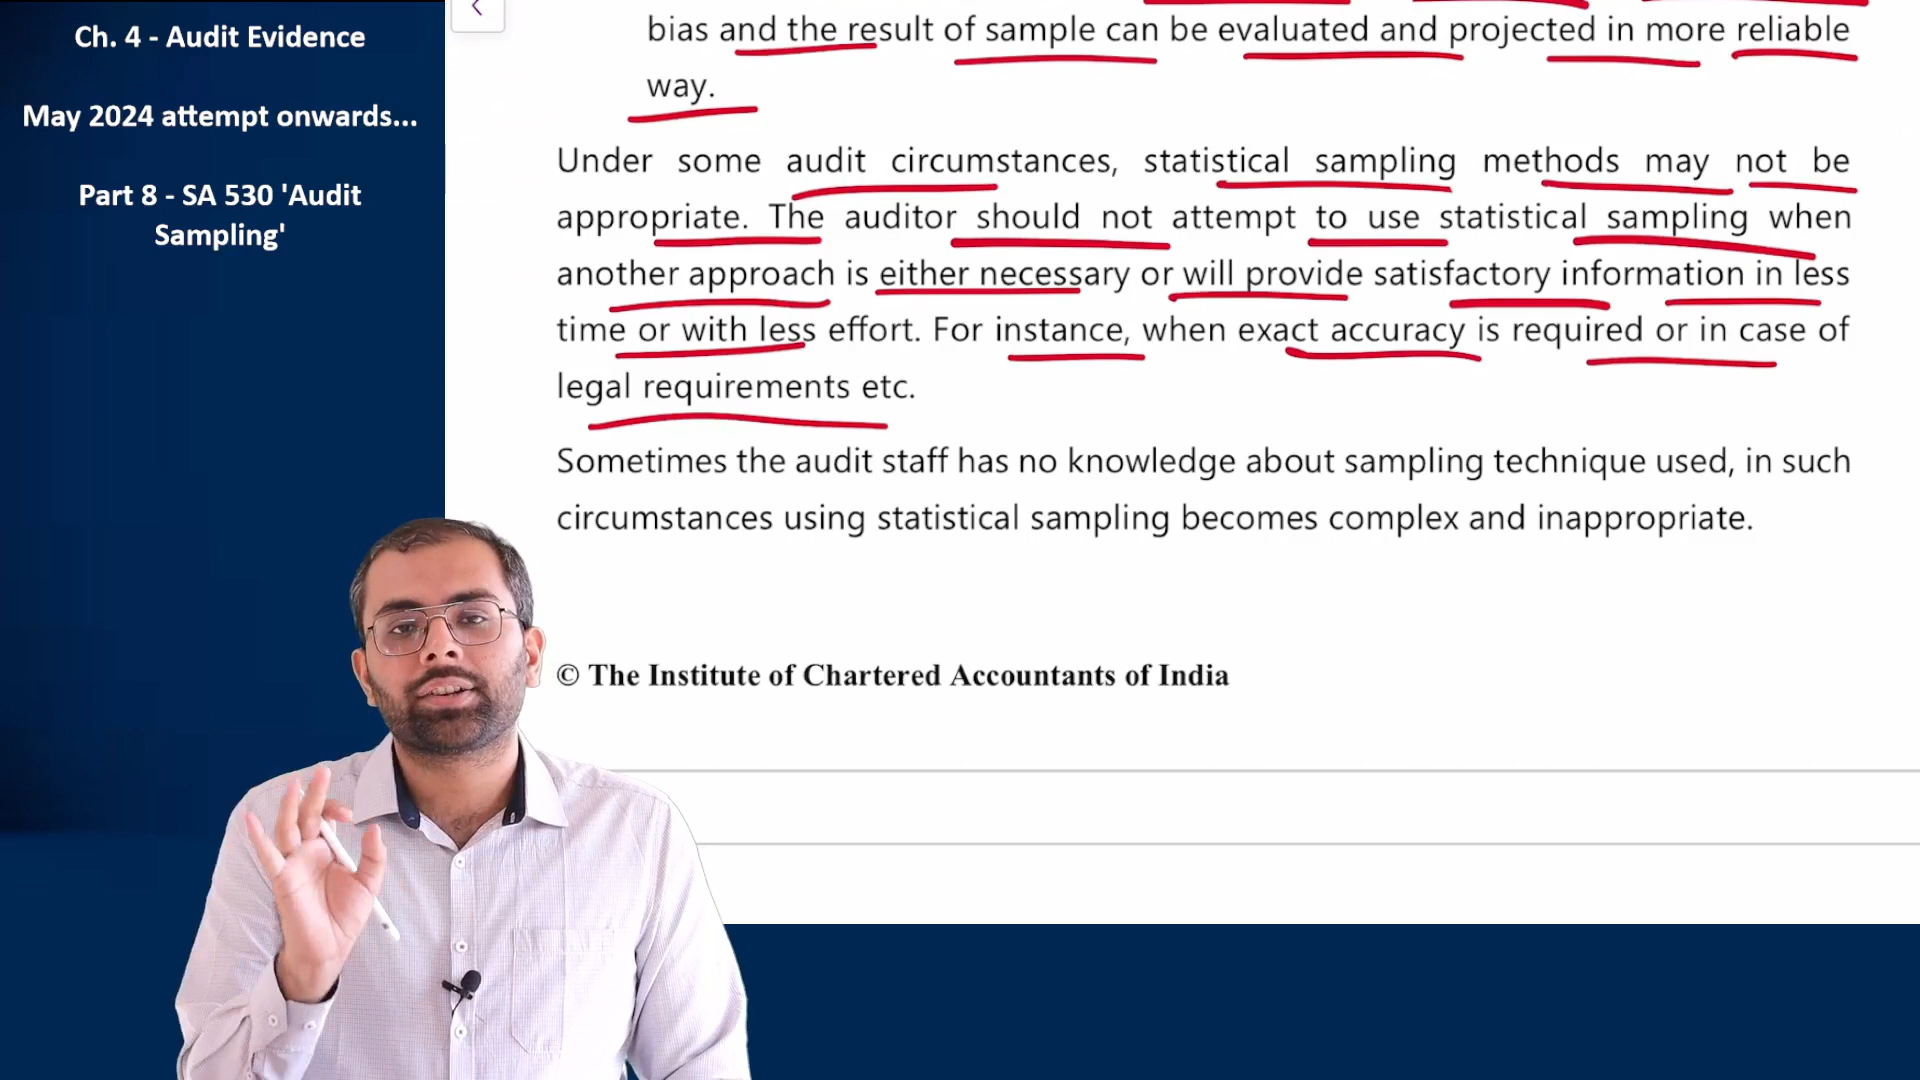 Ch. 4 - Audit Evidence
May 2024 attempt onwards...
Part 8 - SA 530 'Audit
Sampling'
bias and the result of sample can be evaluated and projected in more reliable
way.
Under some audit circumstances, statistical sampling methods may not be
appropriate. The auditor should not attempt to use statistical sampling when
another approach is either necessary or will provide satisfactory information in less
time or with less effort. For instance, when exact accuracy is required or in case of
legal requirements etc.
Sometimes the audit staff has no knowledge about sampling technique used, in such
circumstances using statistical sampling becomes complex and inappropriate.
© The Institute of Chartered Accountants of India